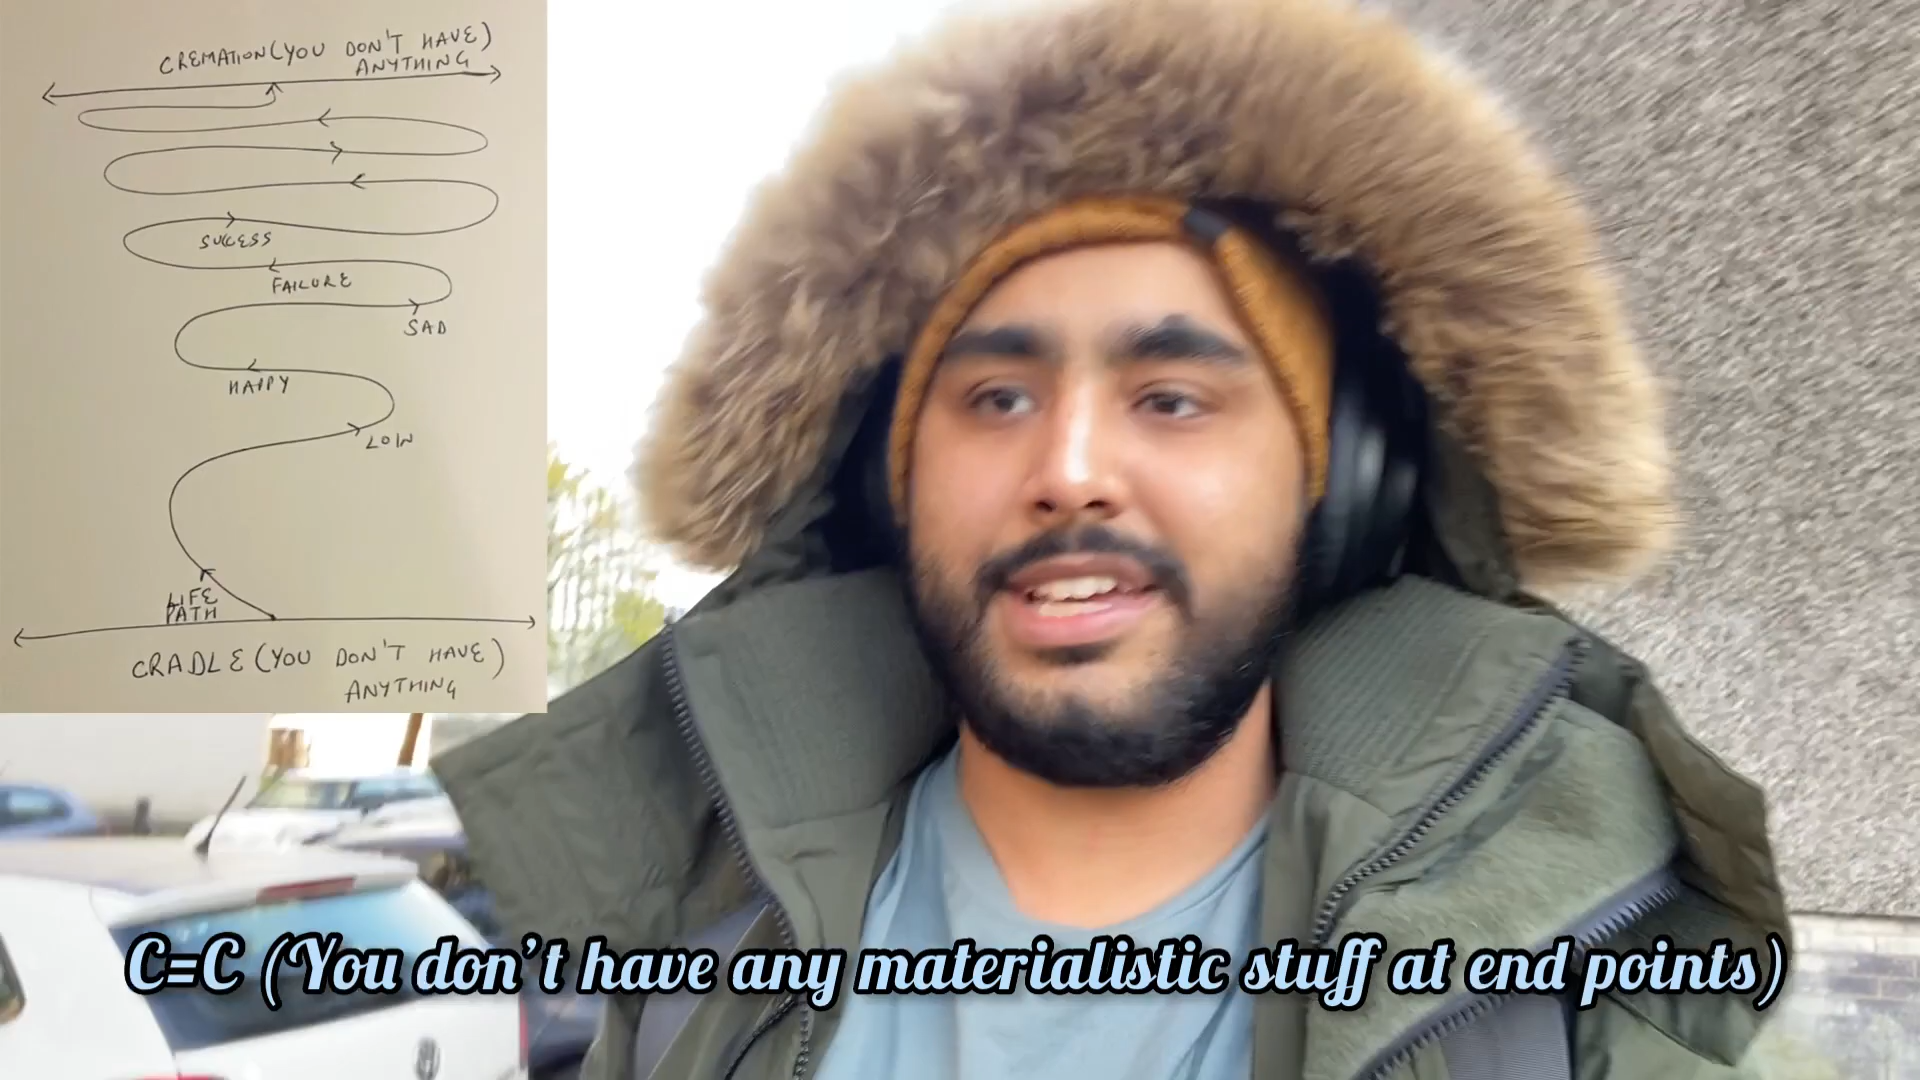 CREMATION(YOU DON'T HAVE)
ANYTHING
SUCCESS
FAILURE
SAD
HAPPY
LOIN
LIFE
PATH
CRADLE(YOU DON'T HAVE)
ANYTHING
C=C (You don't have any materialistic stuff at end points)